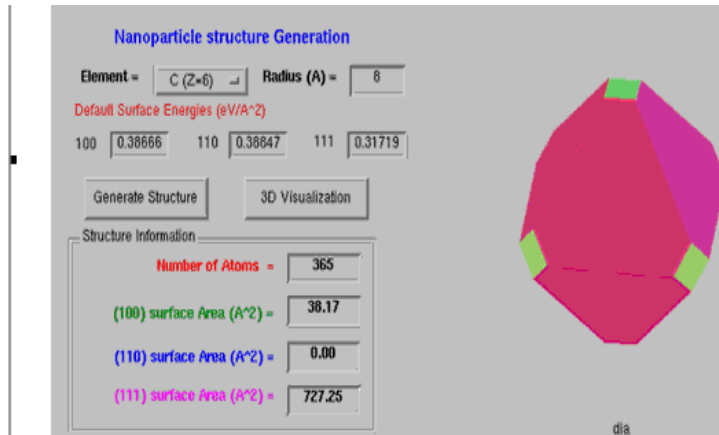 Nanoparticle structure Generation
Element = C (Z=6) Radius (A) = 8
Default Surface Energies (eV/A^2)
100 0.38666 110 0.38847 111 0.31719
Generate Structure 3D Visualization
Structure Information
Number of Atoms = 365
(100) surface Area (A^2) = 38.17
(110) surface Area (A^2) = 0.00
(111) surface Area (A^2) = 727.25
dia